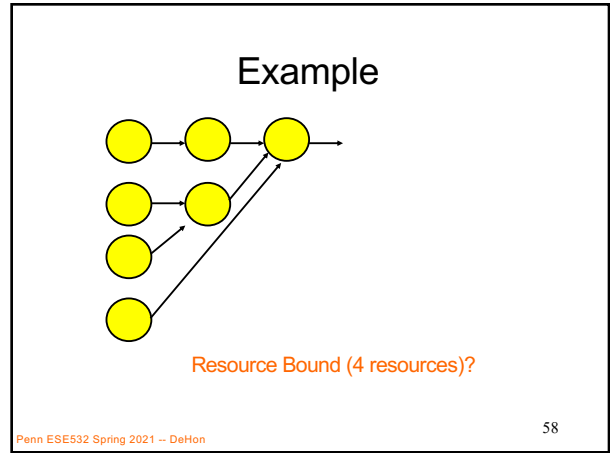 Example
Resource Bound (4 resources)?
58
Penn ESE532 Spring 2021 -- DeHon